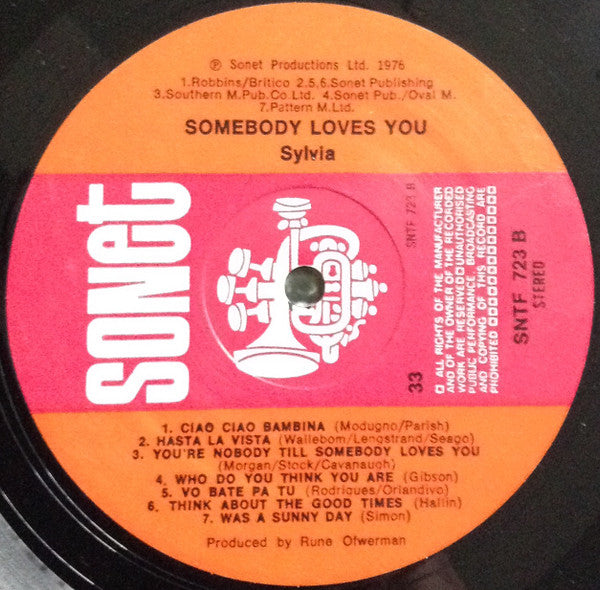 ℗ Sonet Productions Ltd. 1976
1.Robbins/Britico 2.5,6.Sonet Publishing
3.Southern M.Pub.Co.Ltd. 4.Sonet Pub./Oval M.
7.Pattern M.Ltd.
SOMEBODY LOVES YOU
Sylvia
sonet
SNTF 723 B
33
ALL RIGHTS OF THE MANUFACTURER
AND OF THE OWNER OF THE RECORDED
WORK ARE RESERVED UNAUTHORISED
PUBLIC PERFORMANCE, BROADCASTING
AND COPYING OF THIS RECORD ARE
PROHIBITED
SNTF 723 B
STEREO
1. CIAO CIAO BAMBINA (Modugno/Parish)
2. HASTA LA VISTA (Wallebom/Lengstrand/Seago)
3. YOU'RE NOBODY TILL SOMEBODY LOVES YOU
(Morgan/Stock/Cavanaugh)
4. WHO DO YOU THINK YOU ARE (Gibson)
5. VO BATE PA TU (Rodrigues/Orlandivo)
6. THINK ABOUT THE GOOD TIMES (Hallin)
7. WAS A SUNNY DAY (Simon)
Produced by Rune Ofwerman